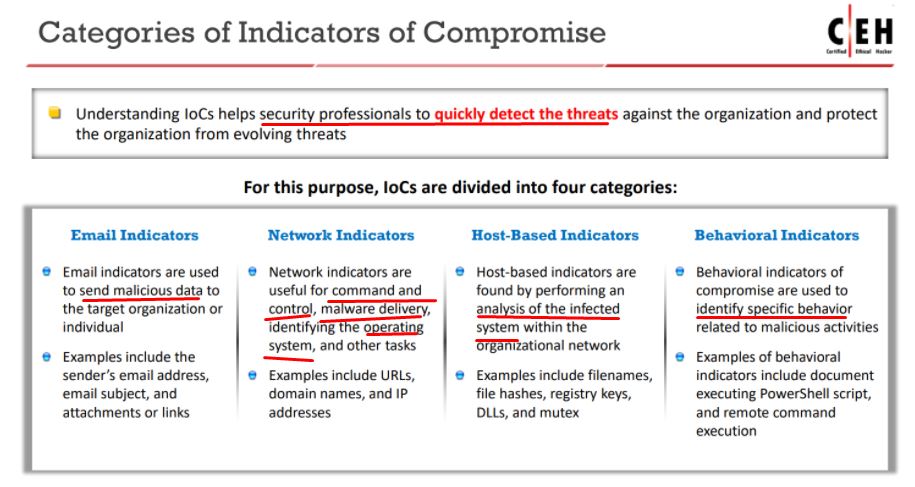 Categories of Indicators of Compromise
C|EH
Certified Ethical Hacker
Understanding IoCs helps security professionals to quickly detect the threats against the organization and protect
the organization from evolving threats
For this purpose, IoCs are divided into four categories:
Email Indicators
Email indicators are used
to send malicious data to
the target organization or
individual
Examples include the
sender's email address,
email subject, and
attachments or links
Network Indicators
Network indicators are
useful for command and
control, malware delivery,
identifying the operating
system, and other tasks
Examples include URLs,
domain names, and IP
addresses
Host-Based Indicators
Host-based indicators are
found by performing an
analysis of the infected
system within the
organizational network
Examples include filenames,
file hashes, registry keys,
DLLs, and mutex
Behavioral Indicators
Behavioral indicators of
compromise are used to
identify specific behavior
related to malicious activities
Examples of behavioral
indicators include document
executing PowerShell script,
and remote command
execution